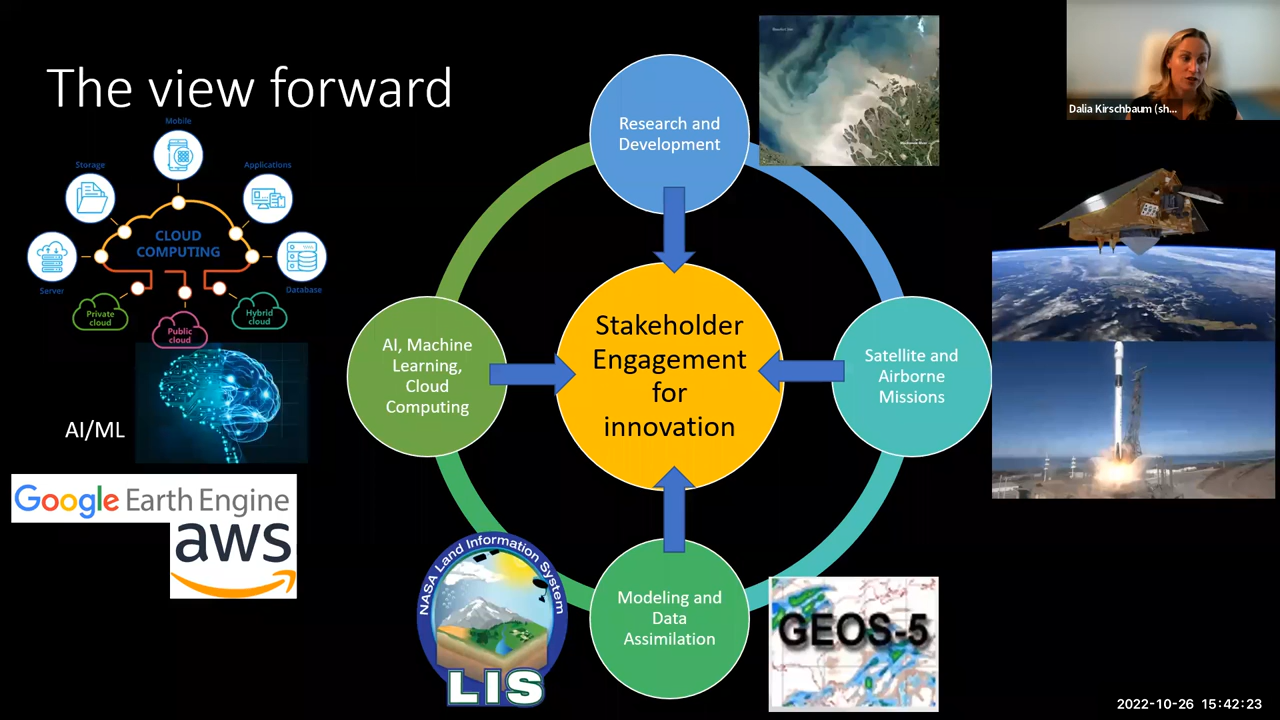 The view forward
Mobile
Storage
Applications
CLOUD
COMPUTING
Server
Database
Private
cloud
Public
cloud
Hybrid
cloud
AI/ML
Google Earth Engine
aws
Research and
Development
AI, Machine
Learning,
Cloud
Computing
Stakeholder
Engagement
for
innovation
Satellite and
Airborne
Missions
Modeling and
Data
Assimilation
NASA Land Information System
LIS
GEOS-5
Dalia Kirschbaum (sh...
2022-10-26 15:42:23